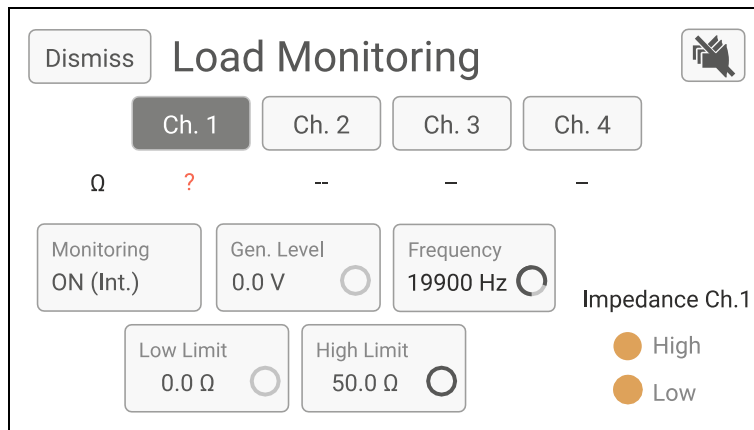 Dismiss Load Monitoring
Ch. 1 Ch. 2 Ch. 3 Ch. 4
Ω ? -- – –
Monitoring Gen. Level Frequency
ON (Int.) 0.0 V 19900 Hz
Impedance Ch.1
Low Limit High Limit High
0.0 Ω 50.0 Ω
Low